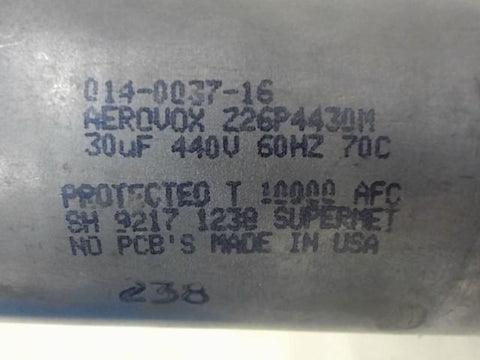 014-0037-16
AEROVOX Z26P4430M
30uF 440V 60HZ 70C
PROTECTED T 10000 AFC
SH 9217 1238 SUPERMET
NO PCB'S MADE IN USA
238